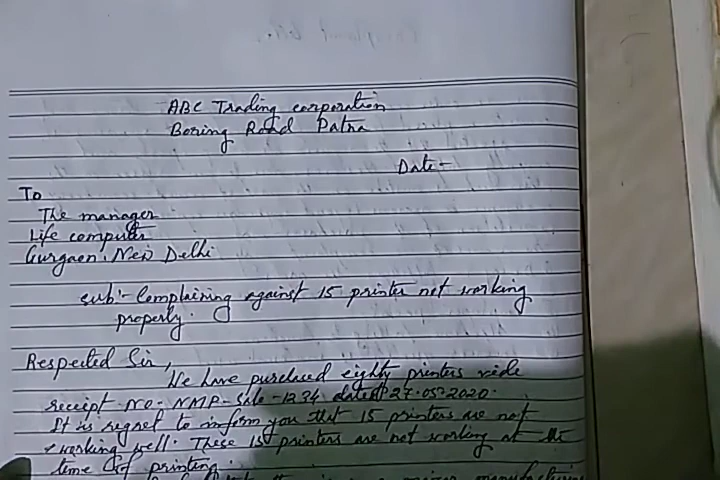 ABC Trading corporation
Boring Road Patna
Date-
To
The manager
Life computer
Gurgaon, New Delhi
sub:- Complaining against 15 printer not working
properly.
Respected Sir,
We have purchased eighty printers vide
receipt NO- NMP- Sale -1234 dated 27.05.2020.
It is regret to inform you that 15 printers are not
working well. These 15 printers are not working at the
time of printing.